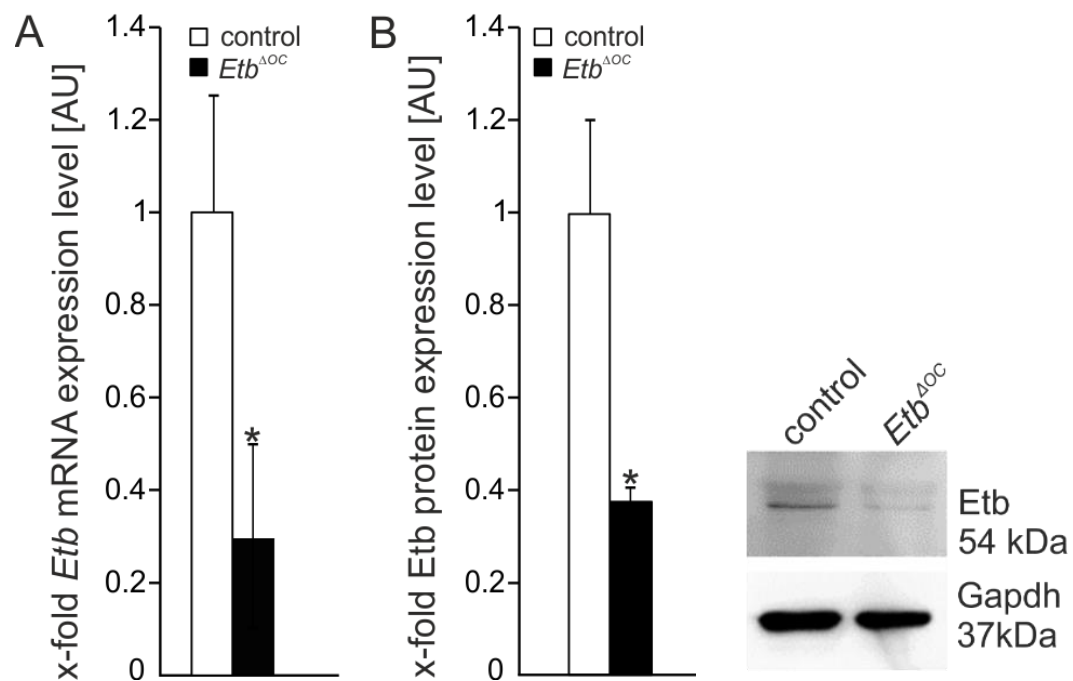 A
x-fold Etb mRNA expression level [AU]
1.4
1.2
1
0.8
0.6
0.4
0.2
0
control
Etb^ΔOC
*
B
x-fold Etb protein expression level [AU]
1.4
1.2
1
0.8
0.6
0.4
0.2
0
control
Etb^ΔOC
*
control
Etb^ΔOC
Etb
54 kDa
Gapdh
37kDa